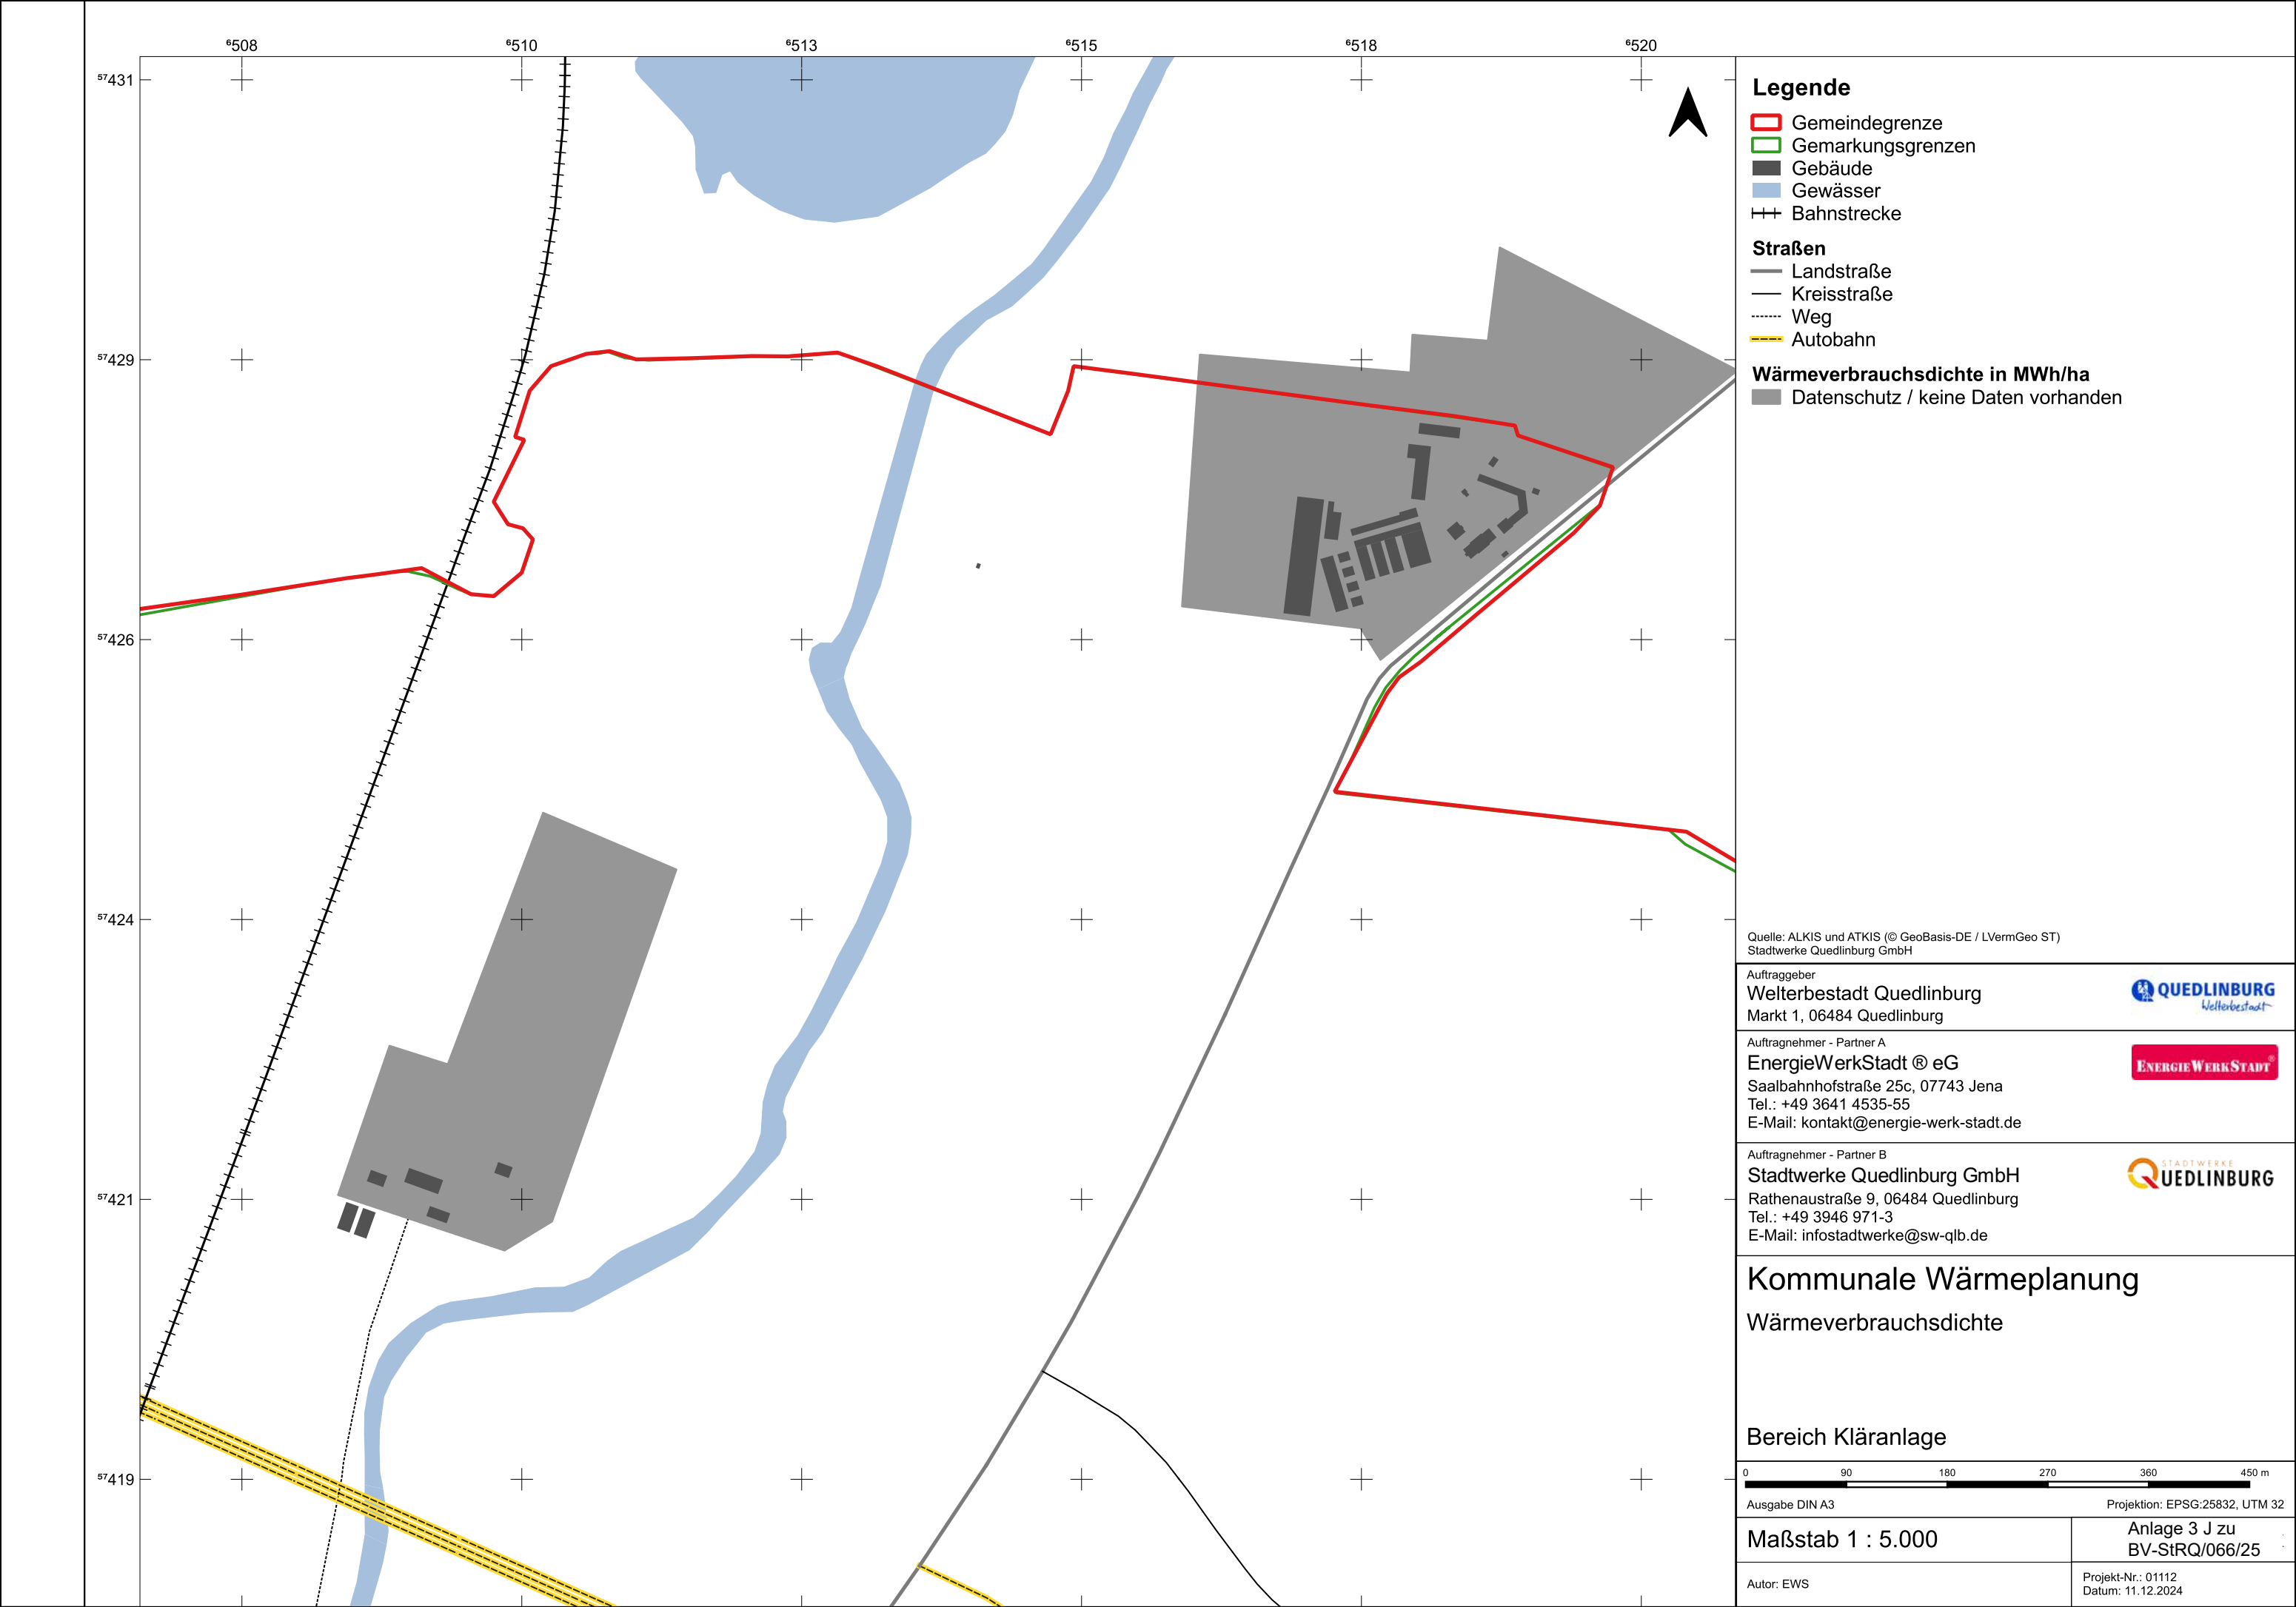 ⁶508 ⁶510 ⁶513 ⁶515 ⁶518 ⁶520
⁵⁷431
⁵⁷429
⁵⁷426
⁵⁷424
⁵⁷421
⁵⁷419
Legende
Gemeindegrenze
Gemarkungsgrenzen
Gebäude
Gewässer
Bahnstrecke
Straßen
Landstraße
Kreisstraße
Weg
Autobahn
Wärmeverbrauchsdichte in MWh/ha
Datenschutz / keine Daten vorhanden
Quelle: ALKIS und ATKIS (© GeoBasis-DE / LVermGeo ST)
Stadtwerke Quedlinburg GmbH
Auftraggeber
Welterbestadt Quedlinburg
Markt 1, 06484 Quedlinburg
QUEDLINBURG
Welterbestadt
Auftragnehmer - Partner A
EnergieWerkStadt ® eG
Saalbahnhofstraße 25c, 07743 Jena
Tel.: +49 3641 4535-55
E-Mail: kontakt@energie-werk-stadt.de
ENERGIEWERKSTADT®
Auftragnehmer - Partner B
Stadtwerke Quedlinburg GmbH
Rathenaustraße 9, 06484 Quedlinburg
Tel.: +49 3946 971-3
E-Mail: infostadtwerke@sw-qlb.de
STADTWERKE
QUEDLINBURG
Kommunale Wärmeplanung
Wärmeverbrauchsdichte
Bereich Kläranlage
0 90 180 270 360 450 m
Ausgabe DIN A3 Projektion: EPSG:25832, UTM 32
Maßstab 1 : 5.000
Anlage 3 J zu
BV-StRQ/066/25
Autor: EWS
Projekt-Nr.: 01112
Datum: 11.12.2024